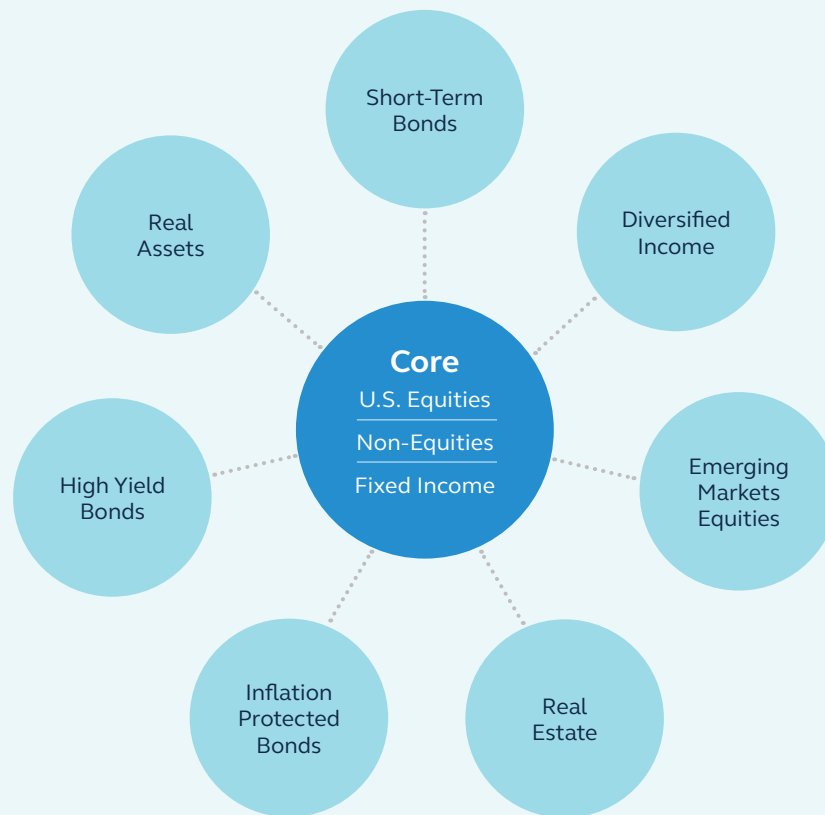 Short-Term
Bonds
Diversified
Income
Real
Assets
Core
U.S. Equities
Non-Equities
Fixed Income
Emerging
Markets
Equities
High Yield
Bonds
Inflation
Protected
Bonds
Real
Estate